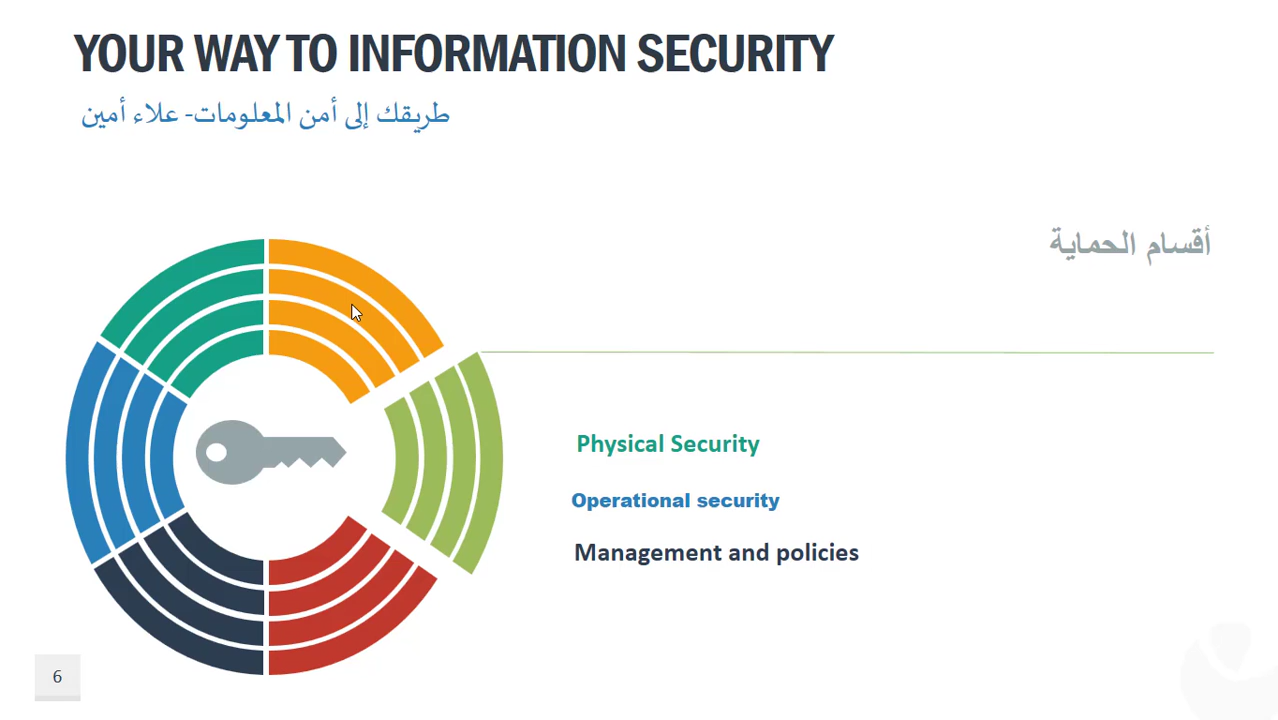 YOUR WAY TO INFORMATION SECURITY
طريقك إلى أمن المعلومات- علاء أمين
أقسام الحماية
Physical Security
Operational security
Management and policies
6